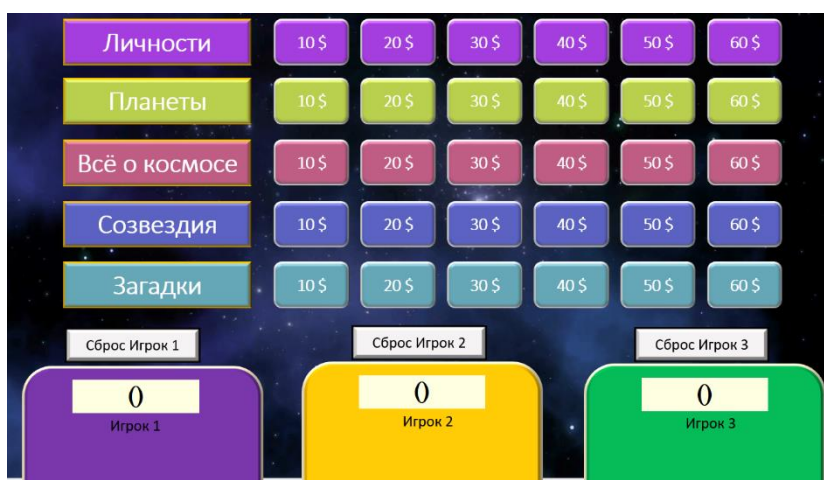 Личности 10 $ 20 $ 30 $ 40 $ 50 $ 60 $
Планеты 10 $ 20 $ 30 $ 40 $ 50 $ 60 $
Всё о космосе 10 $ 20 $ 30 $ 40 $ 50 $ 60 $
Созвездия 10 $ 20 $ 30 $ 40 $ 50 $ 60 $
Загадки 10 $ 20 $ 30 $ 40 $ 50 $ 60 $
Сброс Игрок 1 Сброс Игрок 2 Сброс Игрок 3
0 0 0
Игрок 1 Игрок 2 Игрок 3